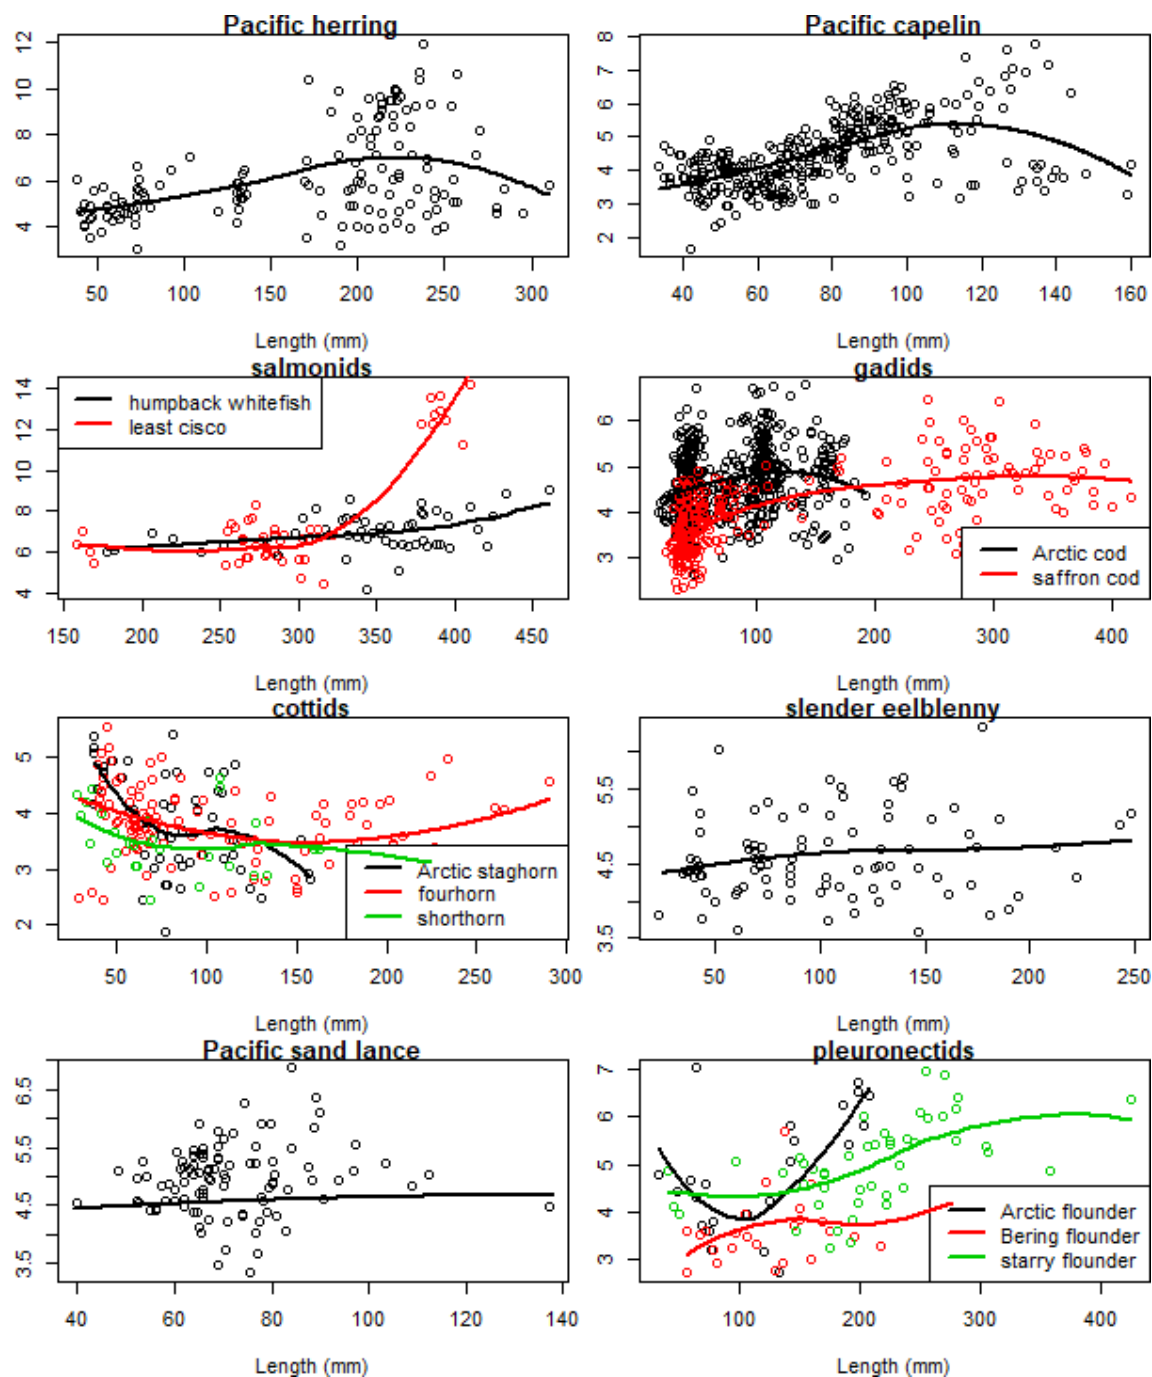 Pacific herring
12
10
8
6
4
50 100 150 200 250 300
Length (mm)
Pacific capelin
8
7
6
5
4
3
2
40 60 80 100 120 140 160
Length (mm)
salmonids
humpback whitefish
least cisco
14
12
10
8
6
4
150 200 250 300 350 400 450
Length (mm)
gadids
6
5
4
3
Arctic cod
saffron cod
100 200 300 400
Length (mm)
cottids
5
4
3
2
Arctic staghorn
fourhorn
shorthorn
50 100 150 200 250 300
Length (mm)
slender eelblenny
5.5
4.5
3.5
50 100 150 200 250
Length (mm)
Pacific sand lance
6.5
5.5
4.5
3.5
40 60 80 100 120 140
Length (mm)
pleuronectids
7
6
5
4
3
Arctic flounder
Bering flounder
starry flounder
100 200 300 400
Length (mm)